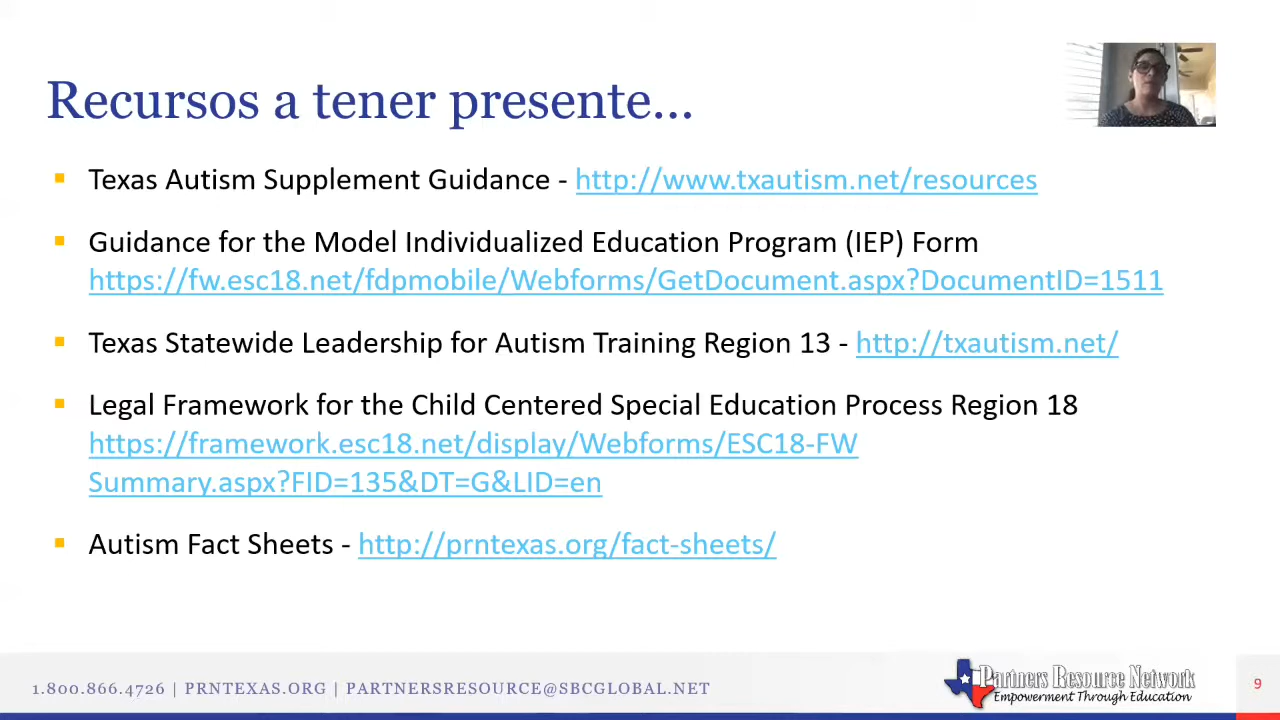 Recursos a tener presente...
Texas Autism Supplement Guidance - http://www.txautism.net/resources
Guidance for the Model Individualized Education Program (IEP) Form
https://fw.esc18.net/fdpmobile/Webforms/GetDocument.aspx?DocumentID=1511
Texas Statewide Leadership for Autism Training Region 13 - http://txautism.net/
Legal Framework for the Child Centered Special Education Process Region 18
https://framework.esc18.net/display/Webforms/ESC18-FW
Summary.aspx?FID=135&DT=G&LID=en
Autism Fact Sheets - http://prntexas.org/fact-sheets/
1.800.866.4726 | PRNTEXAS.ORG | PARTNERSRESOURCE@SBCGLOBAL.NET
Partners Resource Network
Empowerment Through Education
9